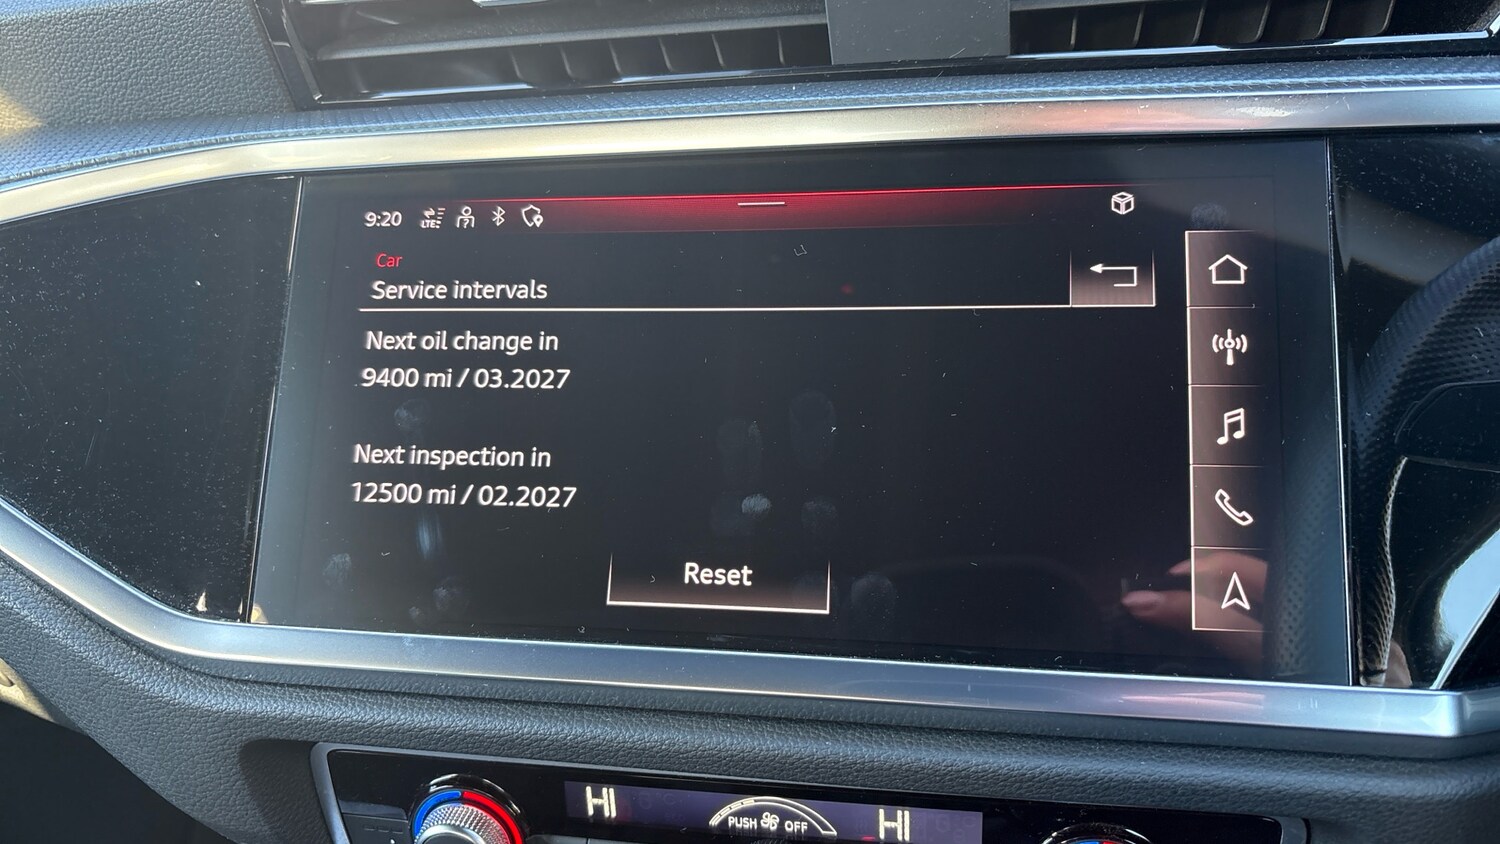 9:20 LTE
Car
Service intervals
Next oil change in
9400 mi / 03.2027
Next inspection in
12500 mi / 02.2027
Reset
HI PUSH OFF HI